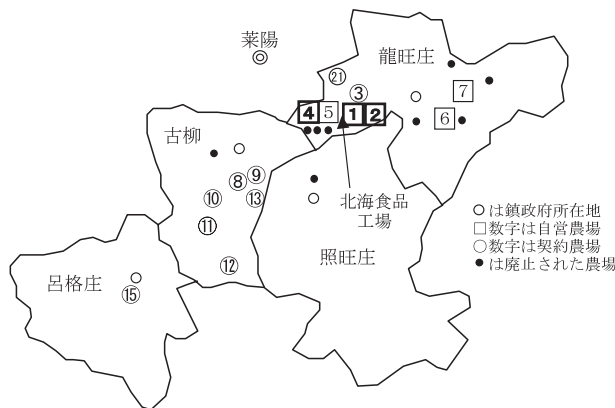 莱陽
龍旺庄
㉑
③
7
4
5
1
2
6
古柳
⑧
⑨
⑩
⑬
⑪
⑫
北海食品
工場
照旺庄
呂格庄
⑮
○は鎮政府所在地
□数字は自営農場
○数字は契約農場
●は廃止された農場